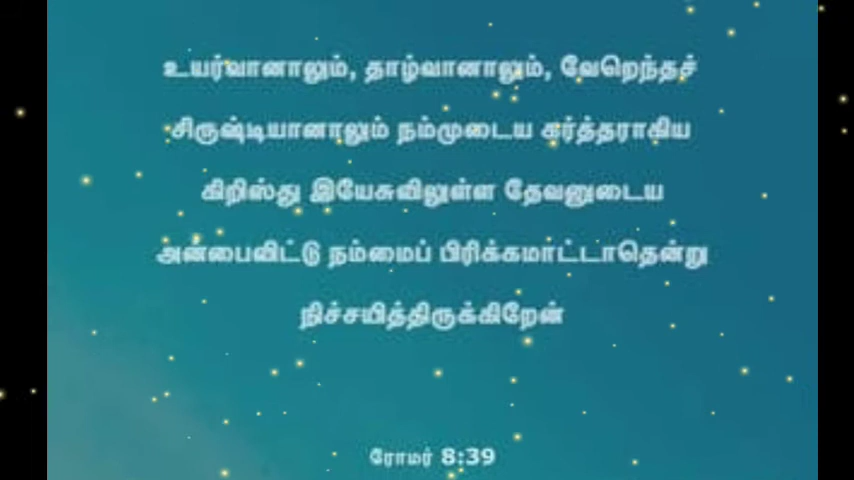 உயர்வானாலும், தாழ்வானாலும், வேறெந்தச்
சிருஷ்டியானாலும் நம்முடைய கர்த்தராகிய
கிறிஸ்து இயேசுவிலுள்ள தேவனுடைய
அன்பைவிட்டு நம்மைப் பிரிக்கமாட்டாதென்று
நிச்சயித்திருக்கிறேன்
ரோமர் 8:39